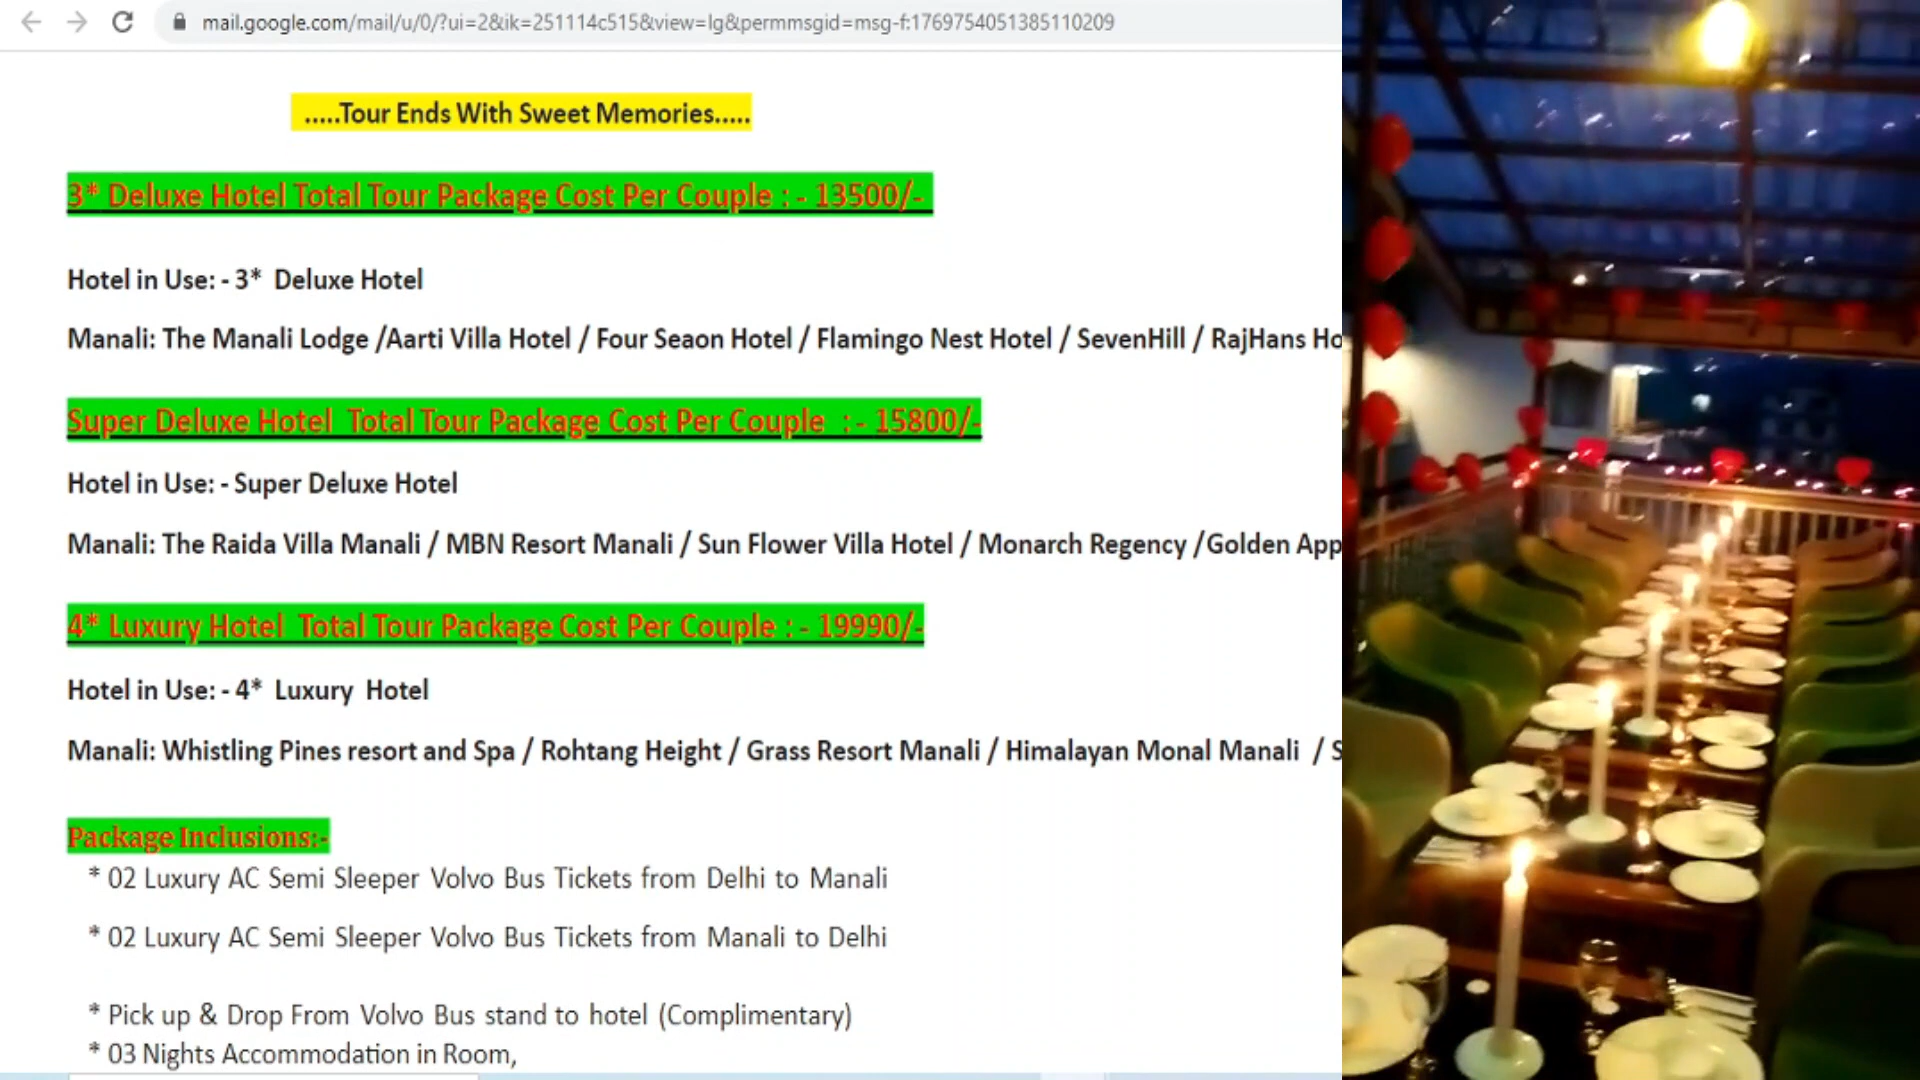 mail.google.com/mail/u/0/?ui=2&ik=251114c515&view=lg&permmsgid=msg-f:1769754051385110209
.....Tour Ends With Sweet Memories.....
3* Deluxe Hotel Total Tour Package Cost Per Couple : - 13500/-
Hotel in Use: - 3* Deluxe Hotel
Manali: The Manali Lodge /Aarti Villa Hotel / Four Seaon Hotel / Flamingo Nest Hotel / SevenHill / RajHans Ho
Super Deluxe Hotel Total Tour Package Cost Per Couple : - 15800/-
Hotel in Use: - Super Deluxe Hotel
Manali: The Raida Villa Manali / MBN Resort Manali / Sun Flower Villa Hotel / Monarch Regency /Golden App
4* Luxury Hotel Total Tour Package Cost Per Couple : - 19990/-
Hotel in Use: - 4* Luxury Hotel
Manali: Whistling Pines resort and Spa / Rohtang Height / Grass Resort Manali / Himalayan Monal Manali / S
Package Inclusions:-
* 02 Luxury AC Semi Sleeper Volvo Bus Tickets from Delhi to Manali
* 02 Luxury AC Semi Sleeper Volvo Bus Tickets from Manali to Delhi
* Pick up & Drop From Volvo Bus stand to hotel (Complimentary)
* 03 Nights Accommodation in Room,